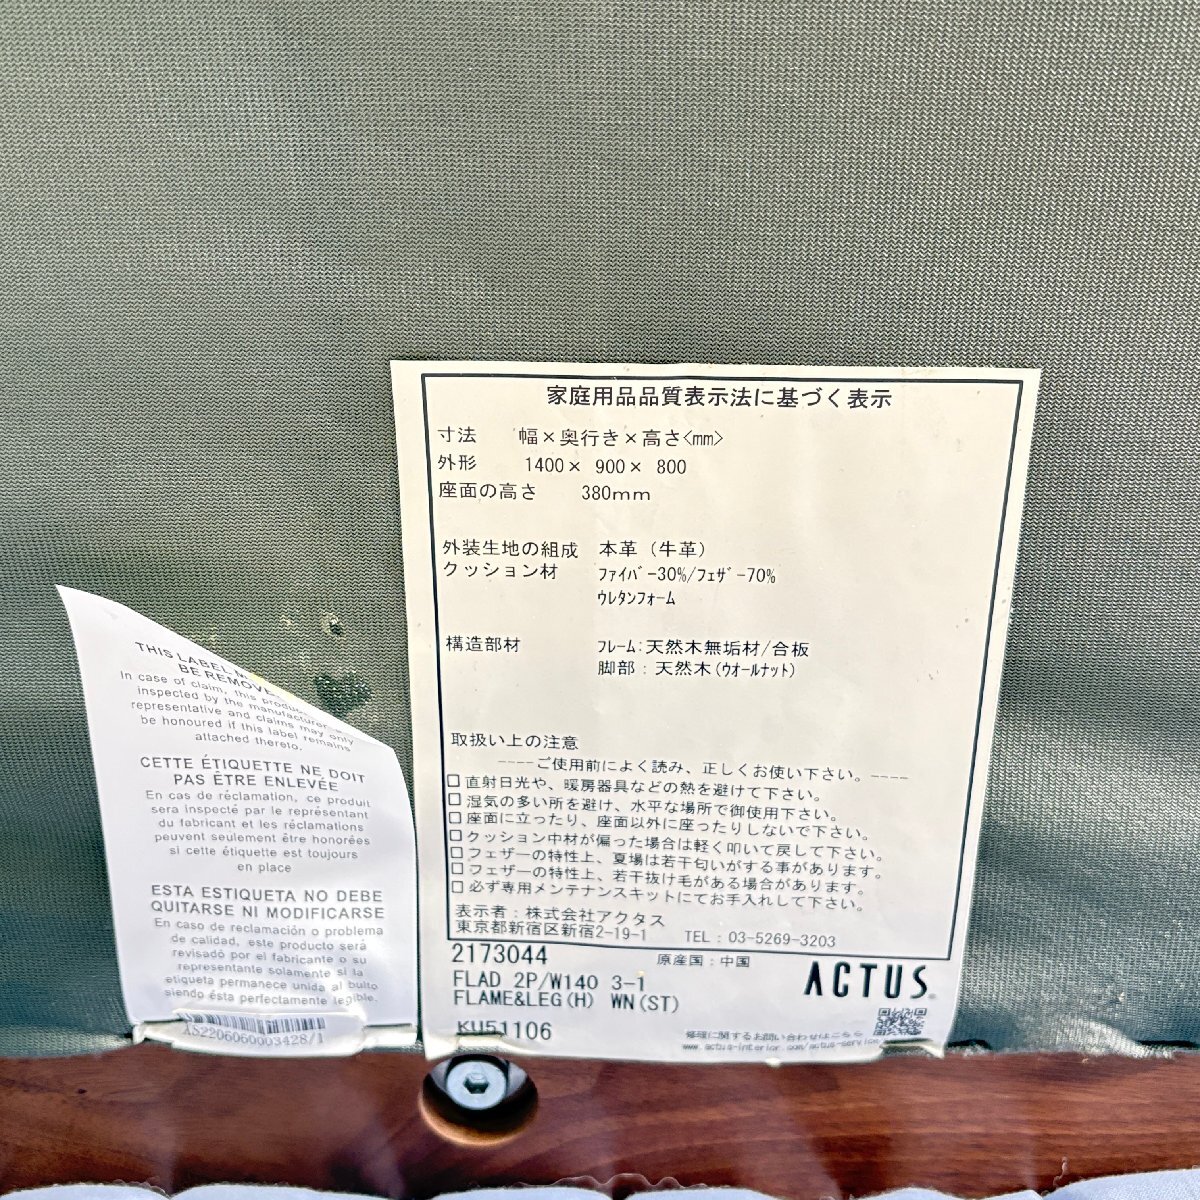 家庭用品品質表示法に基づく表示
寸法 幅×奥行き×高さ<mm>
外形 1400× 900× 800
座面の高さ 380mm
外装生地の組成 本革（牛革）
クッション材 ﾌｧｲﾊﾞｰ30%/ﾌｪｻﾞｰ70%
ｳﾚﾀﾝﾌｫｰﾑ
構造部材 ﾌﾚｰﾑ:天然木無垢材/合板
脚部：天然木(ｳｵｰﾙﾅｯﾄ)
取扱い上の注意
----ご使用前によく読み、正しくお使い下さい。----
□直射日光や、暖房器具などの熱を避けて下さい。
□湿気の多い所を避け、水平な場所で御使用下さい。
□座面に立ったり、座面以外に座ったりしないで下さい。
□クッション中材が偏った場合は軽く叩いて戻して下さい。
□フェザーの特性上、夏場は若干匂いがする事があります。
□フェザーの特性上、若干抜け毛がある場合があります。
□必ず専用メンテナンスキットにてお手入れして下さい。
表示者：株式会社アクタス
東京都新宿区新宿2-19-1 TEL：03-5269-3203
2173044 原産国：中国
FLAD 2P/W140 3-1
FLAME&LEG(H) WN(ST)
KU51106
ACTUS
修理に関するお問い合わせはこちら
www.actus-interior.com/actus-service
THIS LABEL
BE REMOVE
In case of claim, this
inspected by the manufacturer
representative and claims may only
be honoured if this label remains
attached thereto.
CETTE ÉTIQUETTE NE DOIT
PAS ÊTRE ENLEVÉE
En cas de réclamation, ce produit
sera inspecté par le représentant
du fabricant et les réclamations
peuvent seulement être honorées
si cette étiquette est toujours
en place
ESTA ESTIQUETA NO DEBE
QUITARSE NI MODIFICARSE
En caso de reclamación o problema
de calidad, este producto será
revisado por el fabricante o su
representante solamente si la
etiqueta permanece unida al bulto
siendo ésta perfectamente legible.
AS2206060003428/1